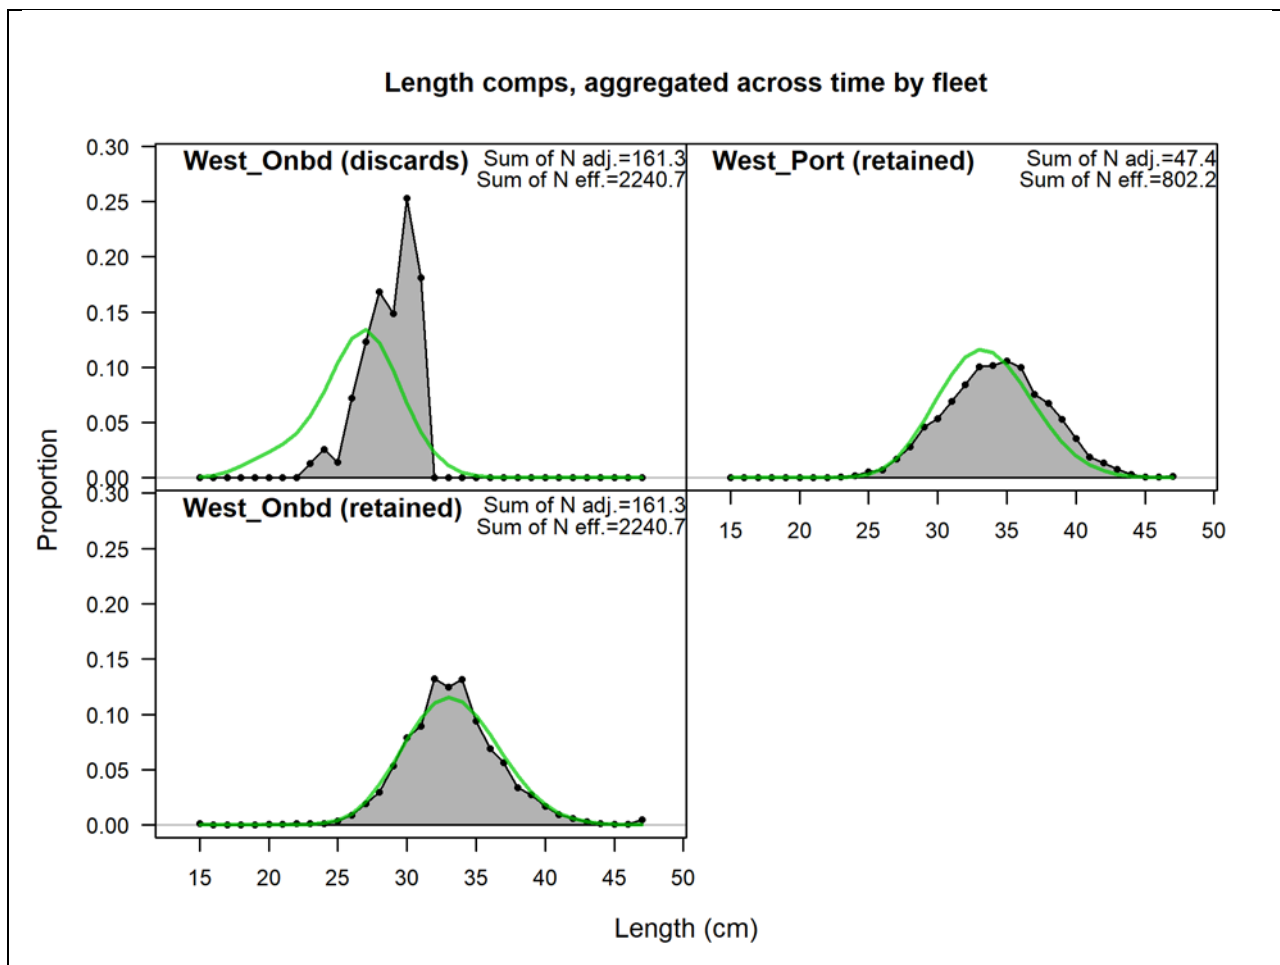 Length comps, aggregated across time by fleet
West_Onbd (discards)
Sum of N adj.=161.3
Sum of N eff.=2240.7
West_Port (retained)
Sum of N adj.=47.4
Sum of N eff.=802.2
0.30
0.25
0.20
0.15
0.10
0.05
0.00
15 20 25 30 35 40 45 50
West_Onbd (retained)
Sum of N adj.=161.3
Sum of N eff.=2240.7
0.30
0.25
0.20
0.15
0.10
0.05
0.00
15 20 25 30 35 40 45 50
Proportion
Length (cm)